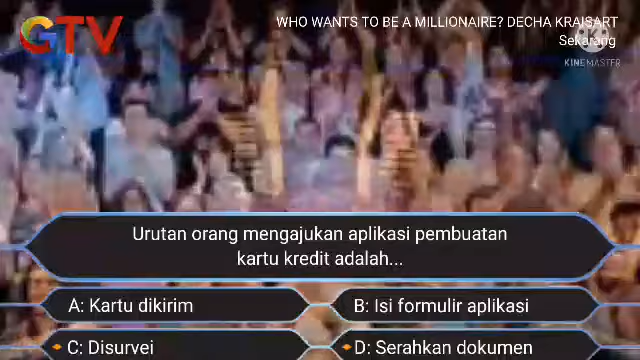 GTV
WHO WANTS TO BE A MILLIONAIRE? DECHA KRAISART
Sekarang
KINEMASTER
Urutan orang mengajukan aplikasi pembuatan
kartu kredit adalah...
A: Kartu dikirim
B: Isi formulir aplikasi
C: Disurvei
D: Serahkan dokumen